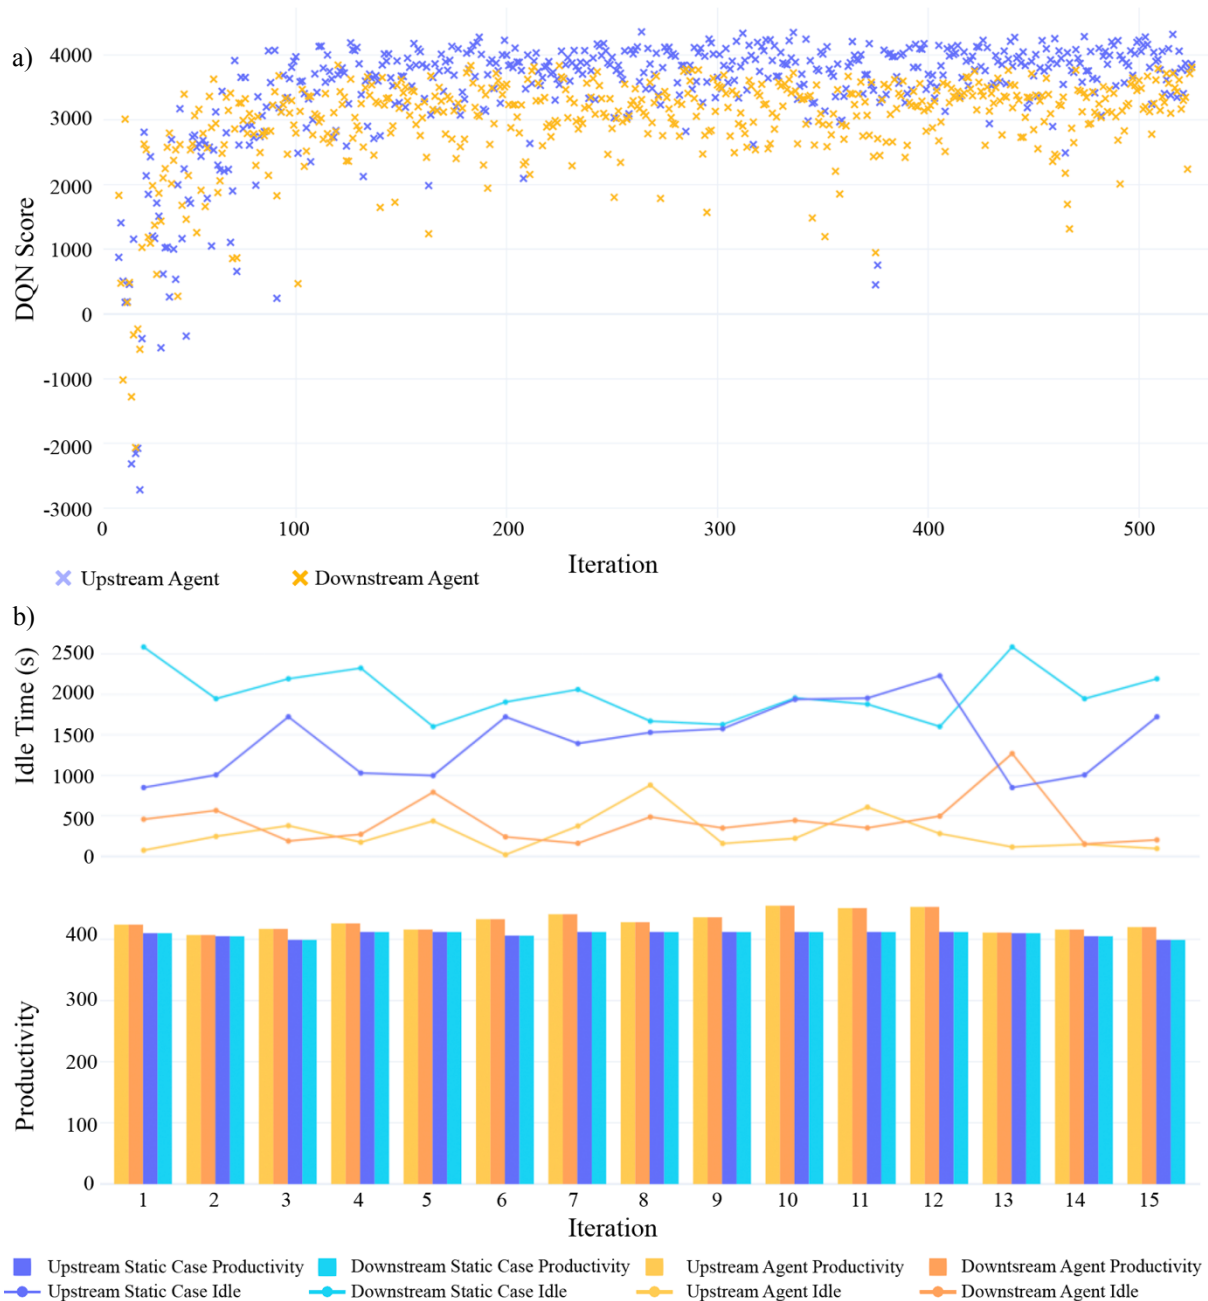 a)
4000
3000
2000
1000
0
-1000
-2000
-3000
DQN Score
0 100 200 300 400 500
Iteration
Upstream Agent Downstream Agent
b)
2500
2000
1500
1000
500
0
Idle Time (s)
400
300
200
100
0
Productivity
1 2 3 4 5 6 7 8 9 10 11 12 13 14 15
Iteration
Upstream Static Case Productivity Downstream Static Case Productivity Upstream Agent Productivity Downtsream Agent Productivity
Upstream Static Case Idle Downstream Static Case Idle Upstream Agent Idle Downstream Agent Idle